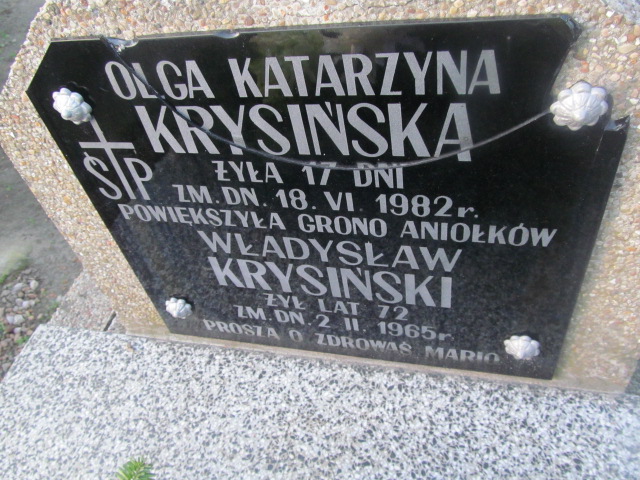 OLGA KATARZYNA
KRYSIŃSKA
ŻYŁA 17 DNI
ŚP
ZM. DN. 18. VI 1982 r.
POWIĘKSZYŁA GRONO ANIOŁKÓW
WŁADYSŁAW
KRYSIŃSKI
ŻYŁ LAT 72
ZM. DN 2 II. 1965 r.
PROSZĄ O ZDROWAŚ MARIO